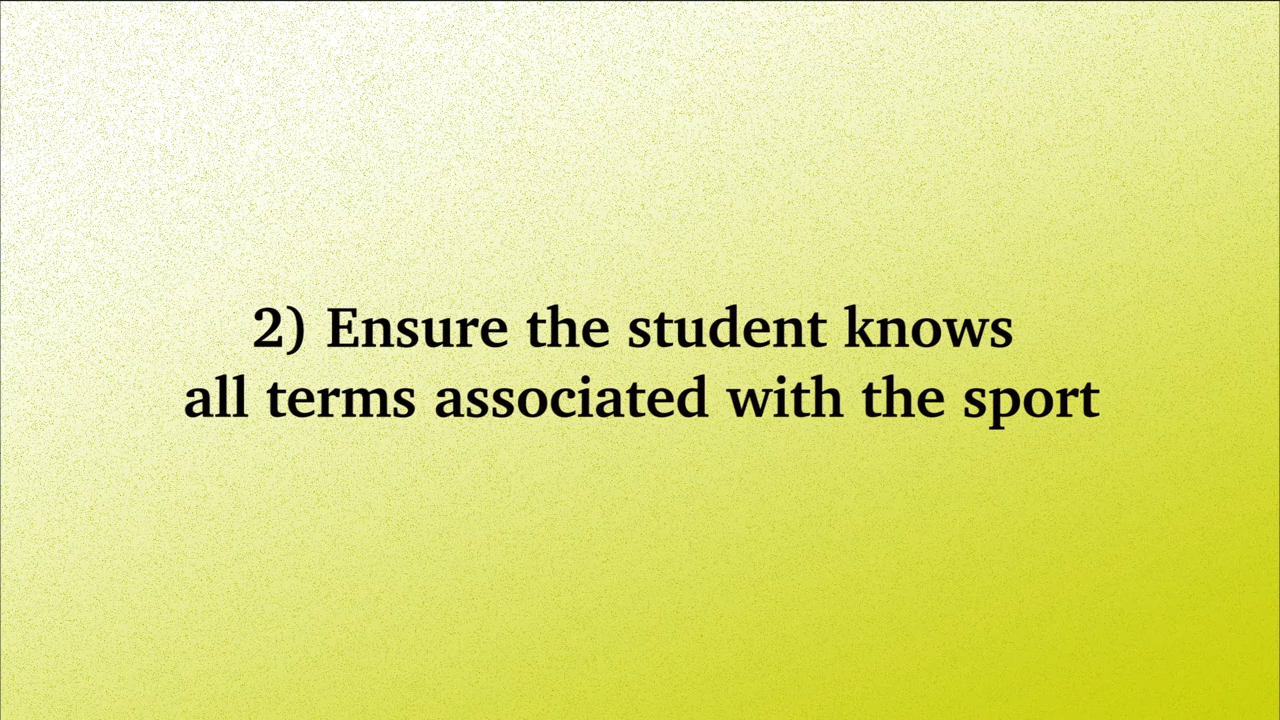 2) Ensure the student knows
all terms associated with the sport